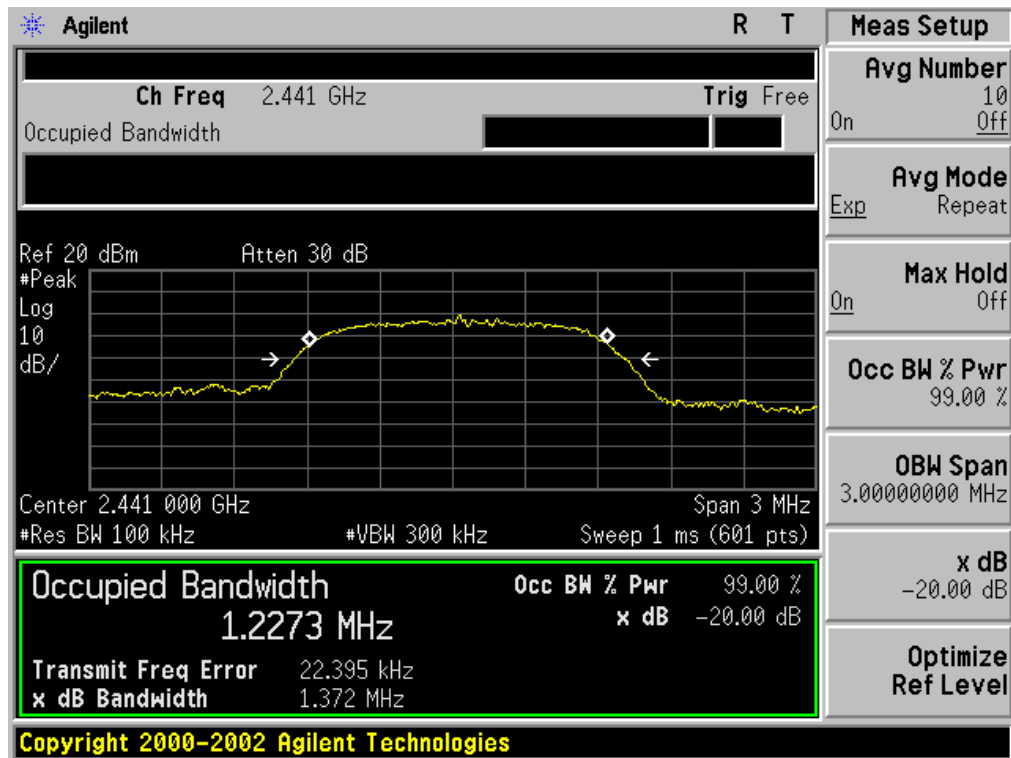 Agilent R T
Ch Freq 2.441 GHz Trig Free
Occupied Bandwidth
Ref 20 dBm Atten 30 dB
#Peak
Log
10
dB/
Center 2.441 000 GHz Span 3 MHz
#Res BW 100 kHz #VBW 300 kHz Sweep 1 ms (601 pts)
Occupied Bandwidth Occ BW % Pwr 99.00 %
1.2273 MHz x dB -20.00 dB
Transmit Freq Error 22.395 kHz
x dB Bandwidth 1.372 MHz
Meas Setup
Avg Number
10
On Off
Avg Mode
Exp Repeat
Max Hold
On Off
Occ BW % Pwr
99.00 %
OBW Span
3.00000000 MHz
x dB
-20.00 dB
Optimize
Ref Level
Copyright 2000-2002 Agilent Technologies